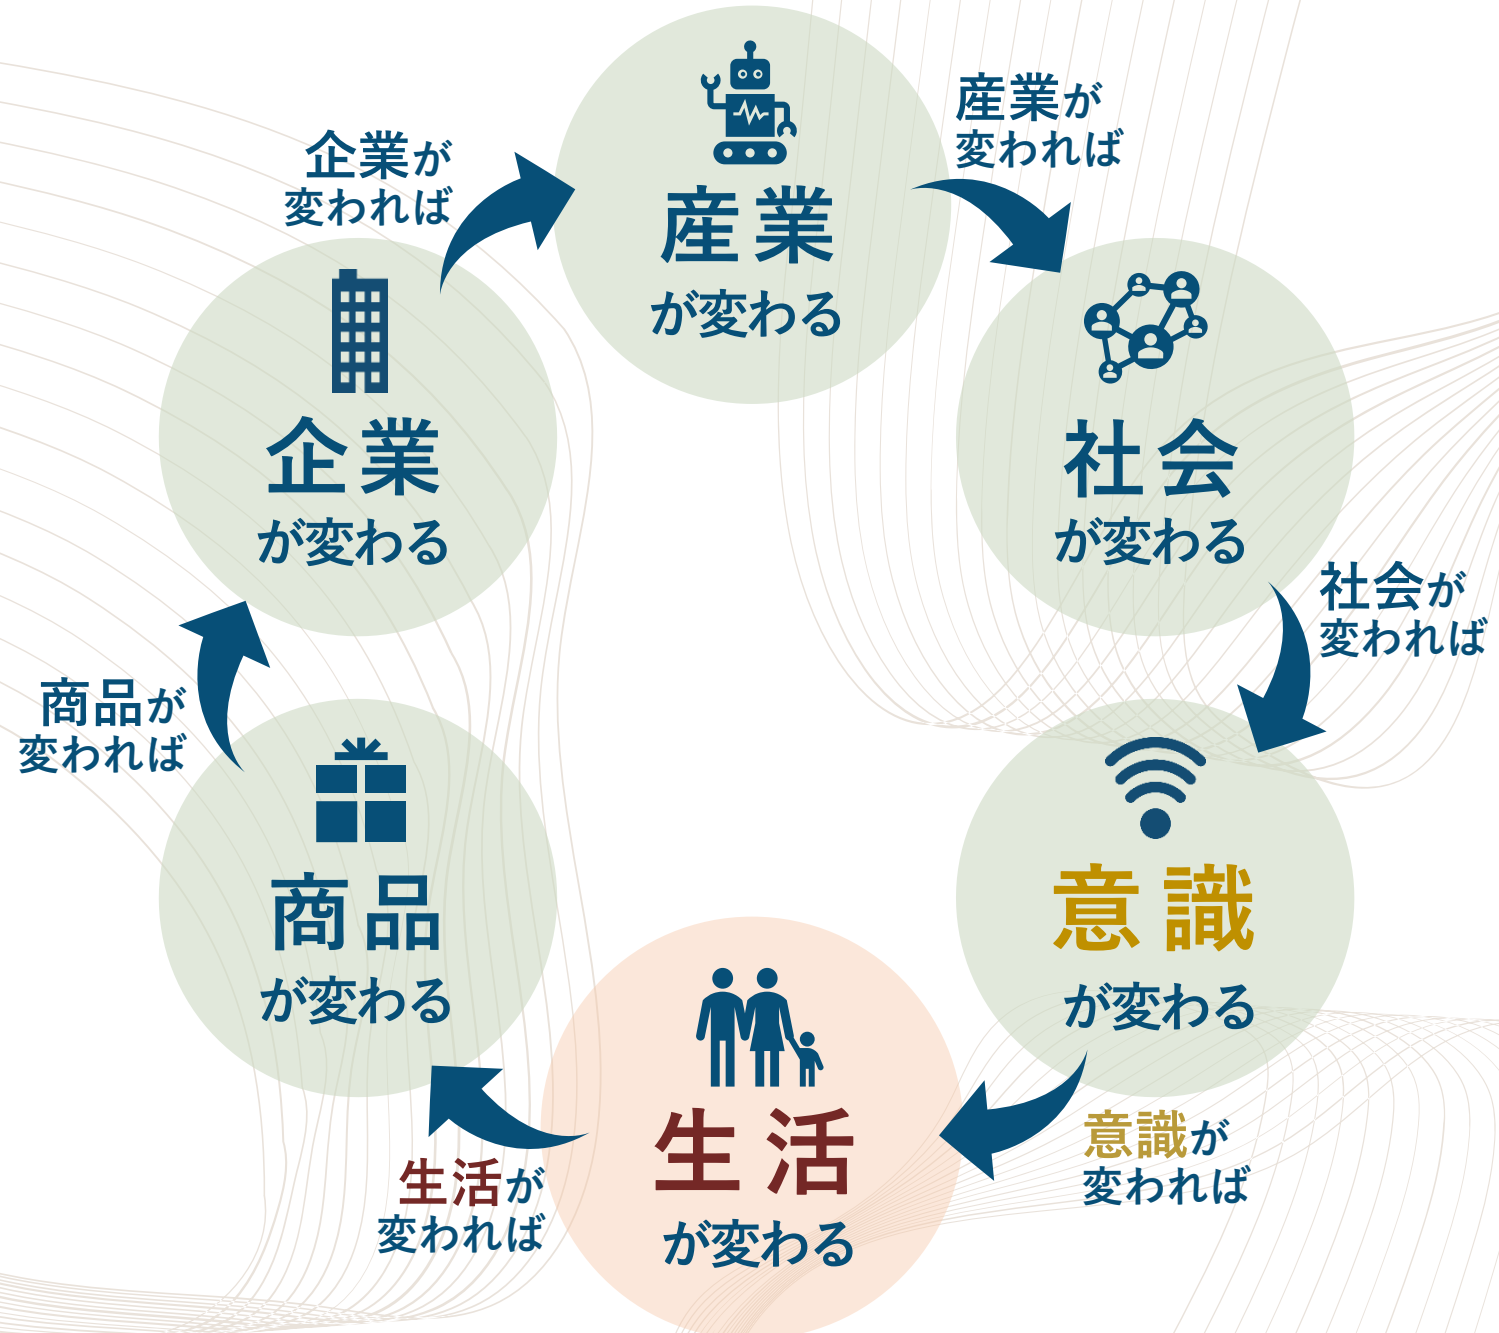 産業
が変わる
産業が
変われば
社会
が変わる
社会が
変われば
意識
が変わる
意識が
変われば
生活
が変わる
生活が
変われば
商品
が変わる
商品が
変われば
企業
が変わる
企業が
変われば